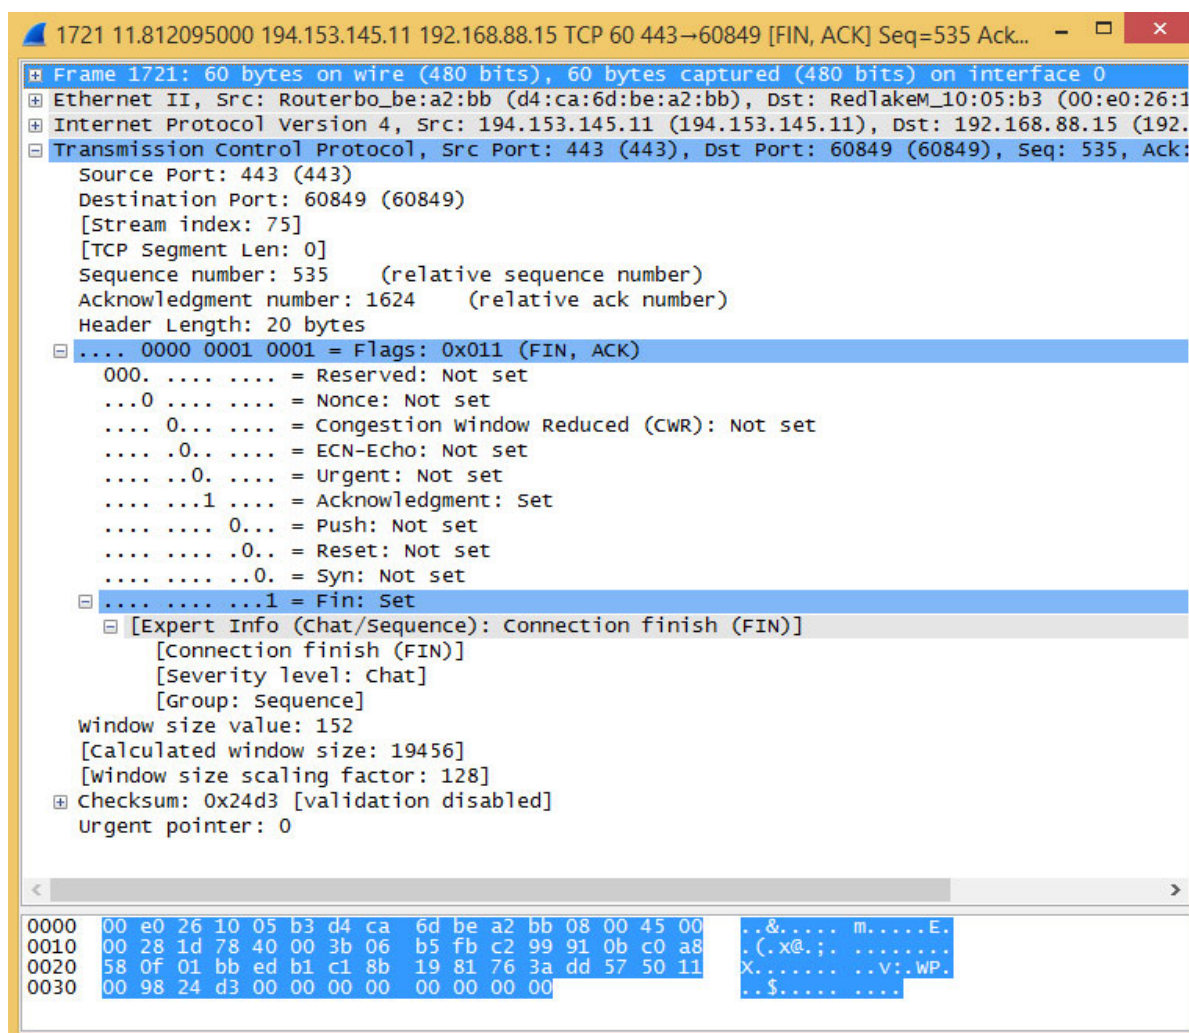 1721 11.812095000 194.153.145.11 192.168.88.15 TCP 60 443→60849 [FIN, ACK] Seq=535 Ack...
Frame 1721: 60 bytes on wire (480 bits), 60 bytes captured (480 bits) on interface 0
Ethernet II, Src: Routerbo_be:a2:bb (d4:ca:6d:be:a2:bb), Dst: RedlakeM_10:05:b3 (00:e0:26:1
Internet Protocol Version 4, Src: 194.153.145.11 (194.153.145.11), Dst: 192.168.88.15 (192.
Transmission Control Protocol, Src Port: 443 (443), Dst Port: 60849 (60849), Seq: 535, Ack:
Source Port: 443 (443)
Destination Port: 60849 (60849)
[Stream index: 75]
[TCP Segment Len: 0]
Sequence number: 535 (relative sequence number)
Acknowledgment number: 1624 (relative ack number)
Header Length: 20 bytes
.... 0000 0001 0001 = Flags: 0x011 (FIN, ACK)
000. .... .... = Reserved: Not set
...0 .... .... = Nonce: Not set
.... 0... .... = Congestion Window Reduced (CWR): Not set
.... .0.. .... = ECN-Echo: Not set
.... ..0. .... = Urgent: Not set
.... ...1 .... = Acknowledgment: Set
.... .... 0... = Push: Not set
.... .... .0.. = Reset: Not set
.... .... ..0. = Syn: Not set
.... .... ...1 = Fin: Set
[Expert Info (Chat/Sequence): Connection finish (FIN)]
[Connection finish (FIN)]
[Severity level: Chat]
[Group: Sequence]
Window size value: 152
[Calculated window size: 19456]
[Window size scaling factor: 128]
Checksum: 0x24d3 [validation disabled]
Urgent pointer: 0
0000 00 e0 26 10 05 b3 d4 ca 6d be a2 bb 08 00 45 00 ..&..... m.....E.
0010 00 28 1d 78 40 00 3b 06 b5 fb c2 99 91 0b c0 a8 .(.x@.;. ........
0020 58 0f 01 bb ed b1 c1 8b 19 81 76 3a dd 57 50 11 X....... ..v:.WP.
0030 00 98 24 d3 00 00 00 00 00 00 00 00 ..$..... ....